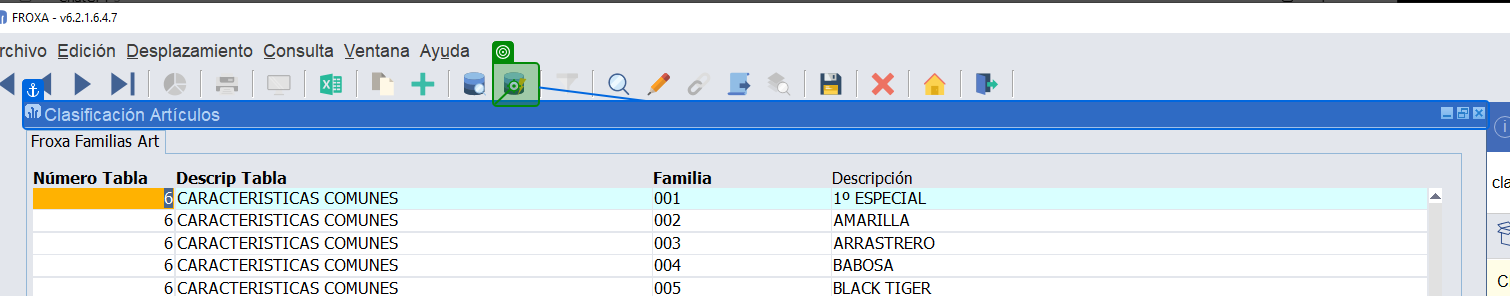 FROXA - v6.2.1.6.4.7
rchivo Edición Desplazamiento Consulta Ventana Ayuda
Clasificación Artículos
Froxa Familias Art
Número Tabla Descrip Tabla Familia Descripción
6 CARACTERISTICAS COMUNES 001 1º ESPECIAL
6 CARACTERISTICAS COMUNES 002 AMARILLA
6 CARACTERISTICAS COMUNES 003 ARRASTRERO
6 CARACTERISTICAS COMUNES 004 BABOSA
6 CARACTERISTICAS COMUNES 005 BLACK TIGER
cla
C